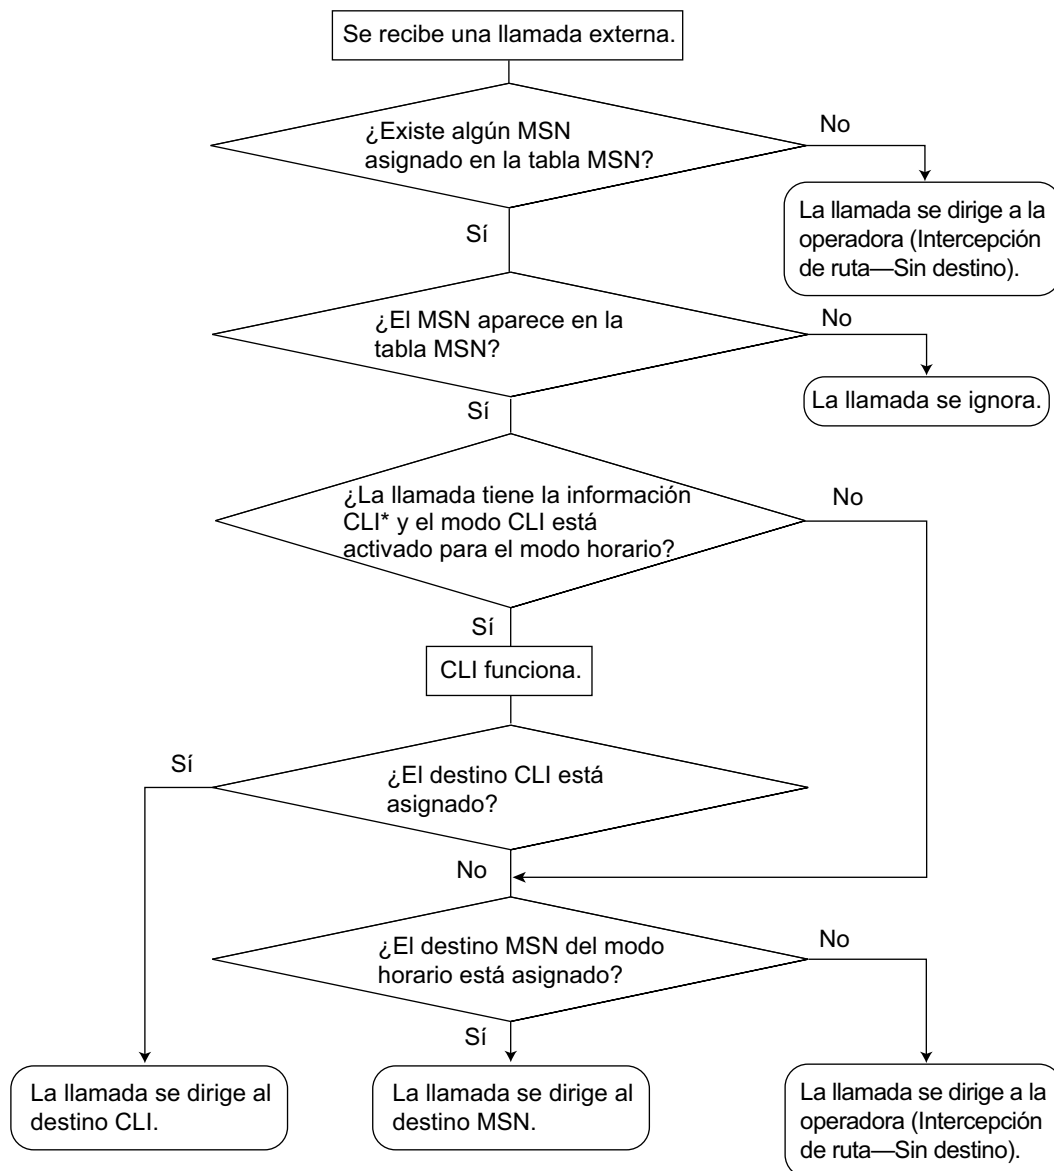 Se recibe una llamada externa.
¿Existe algún MSN
asignado en la tabla MSN?
No
La llamada se dirige a la
operadora (Intercepción
de ruta—Sin destino).
Sí
¿El MSN aparece en la
tabla MSN?
No
La llamada se ignora.
Sí
¿La llamada tiene la información
CLI* y el modo CLI está
activado para el modo horario?
No
Sí
CLI funciona.
Sí
¿El destino CLI está
asignado?
No
¿El destino MSN del modo
horario está asignado?
No
Sí
La llamada se dirige al
destino CLI.
La llamada se dirige al
destino MSN.
La llamada se dirige a la
operadora (Intercepción
de ruta—Sin destino).